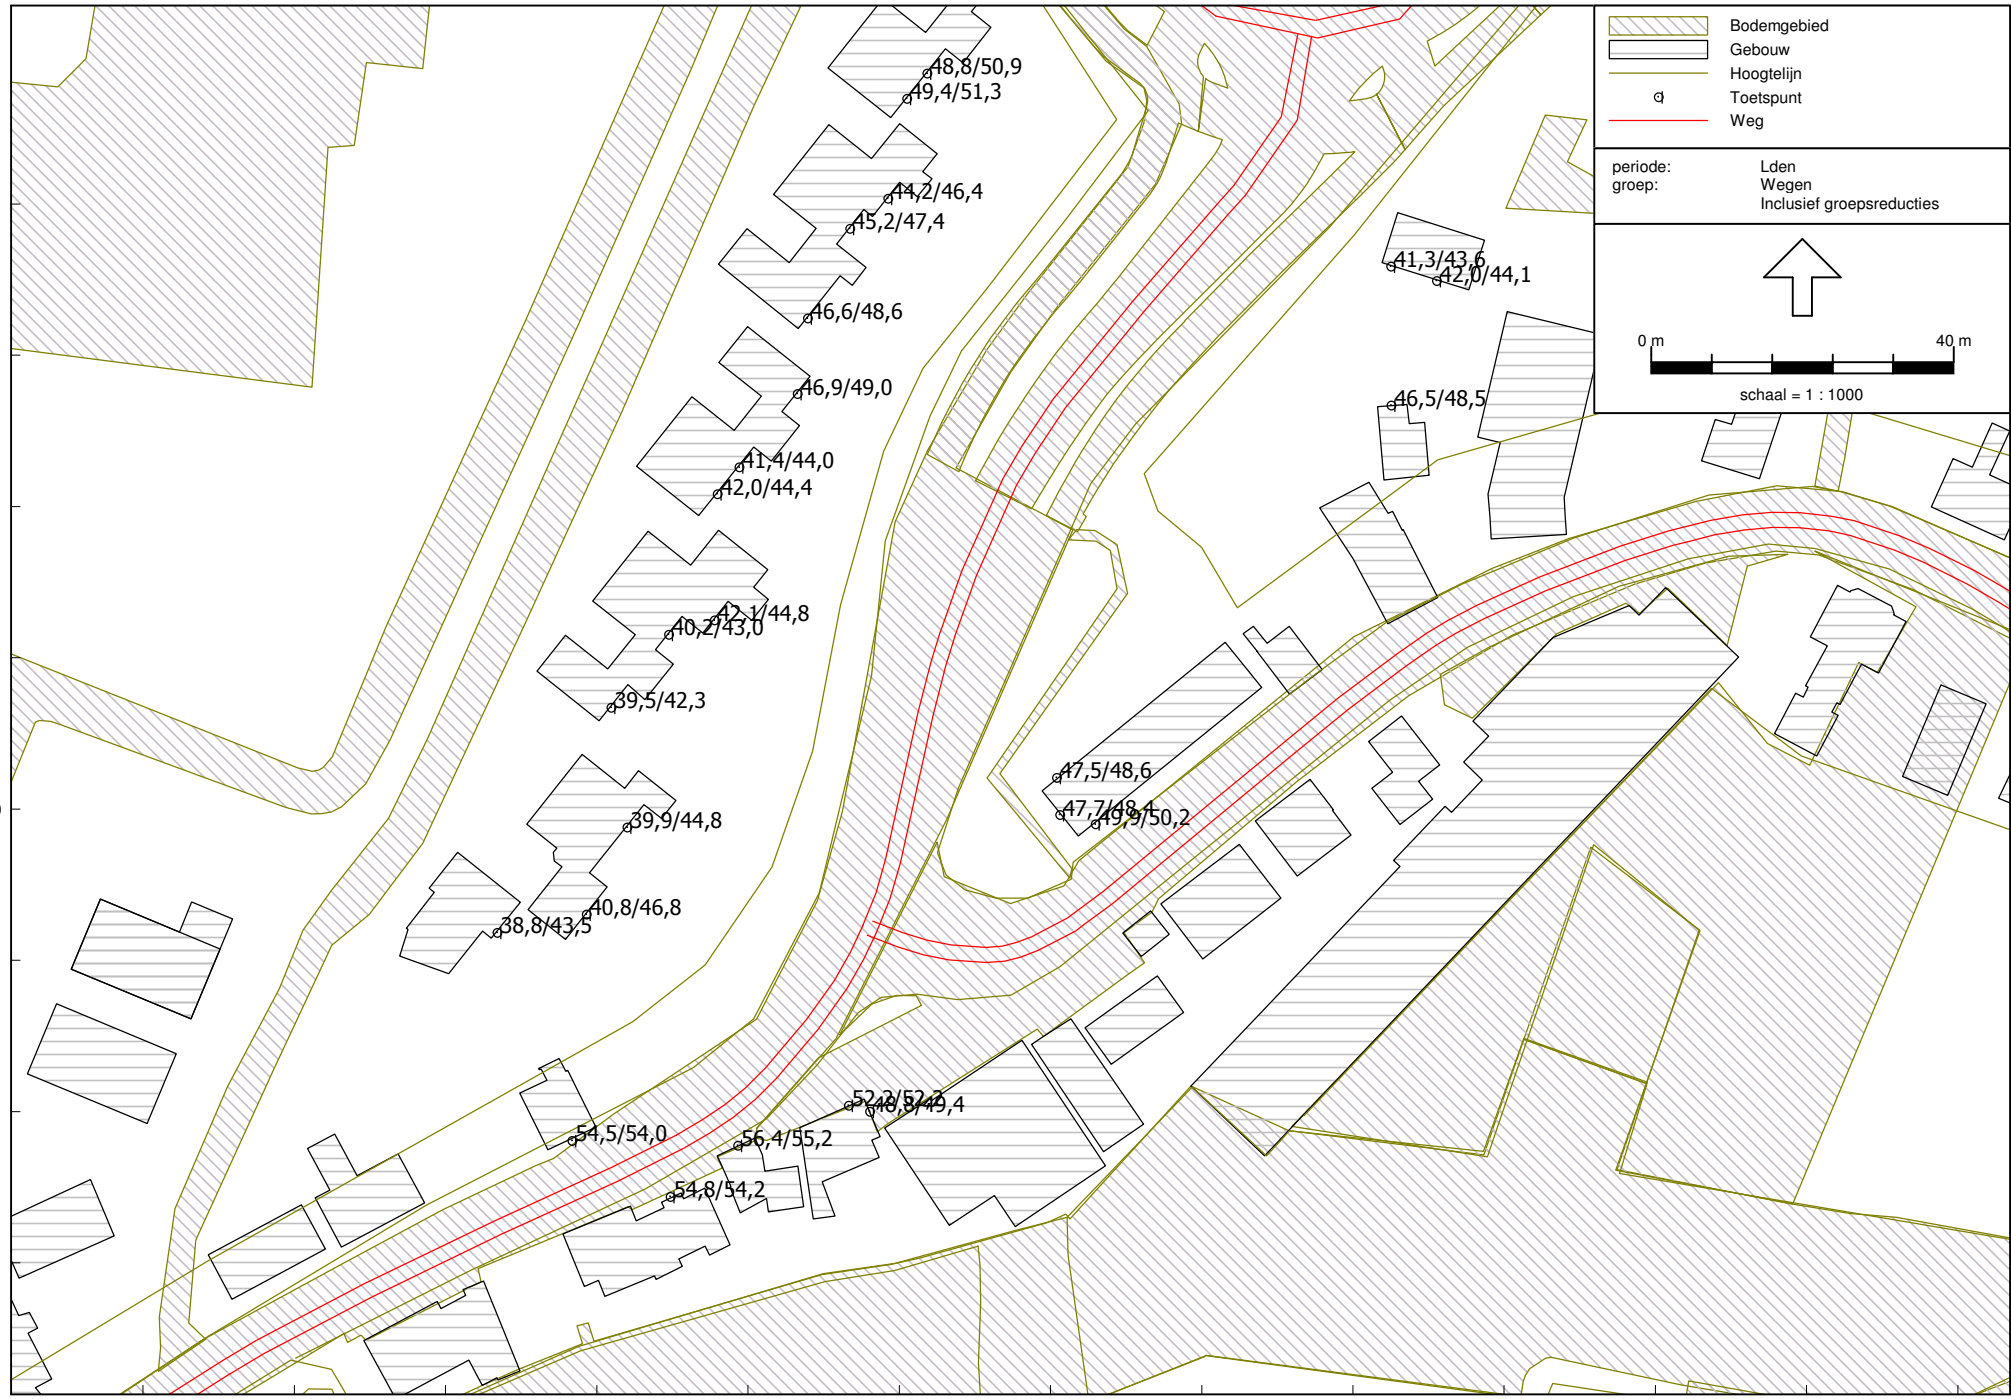 Bodemgebied
Gebouw
Hoogtelijn
Toetspunt
Weg
periode: Lden
groep: Wegen
Inclusief groepsreducties
0 m 40 m
schaal = 1 : 1000
48,8/50,9
49,4/51,3
44,2/46,4
45,2/47,4
41,3/43,6
42,0/44,1
46,6/48,6
46,9/49,0
46,5/48,5
41,4/44,0
42,0/44,4
42,1/44,8
40,2/43,0
39,5/42,3
47,5/48,6
47,7/48,4
49,9/50,2
39,9/44,8
40,8/46,8
38,8/43,5
52,2/52,2
48,8/49,4
54,5/54,0
56,4/55,2
54,8/54,2